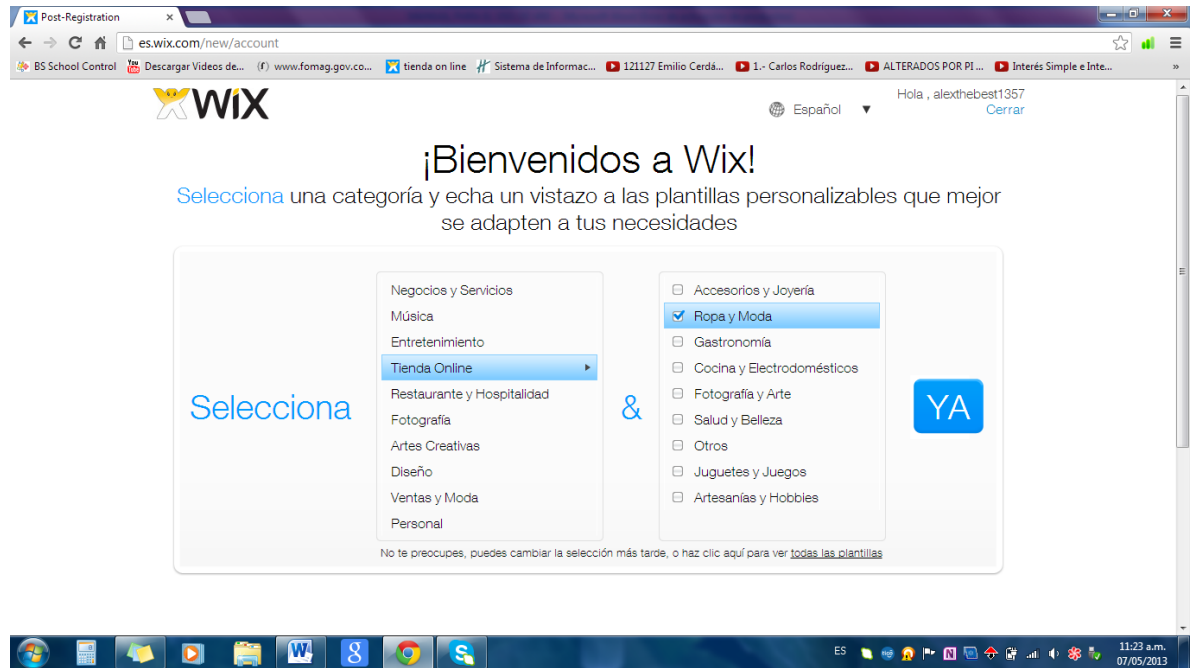 Post-Registration
es.wix.com/new/account
BS School Control
Descargar Videos de...
www.fomag.gov.co...
tienda on line
Sistema de Informac...
121127 Emilio Cerdá...
1.- Carlos Rodríguez...
ALTERADOS POR PI ...
Interés Simple e Inte...
»
WiX
Español
Hola , alexthebest1357
Cerrar
¡Bienvenidos a Wix!
Selecciona una categoría y echa un vistazo a las plantillas personalizables que mejor
se adapten a tus necesidades
Selecciona
Negocios y Servicios
Música
Entretenimiento
Tienda Online
Restaurante y Hospitalidad
Fotografía
Artes Creativas
Diseño
Ventas y Moda
Personal
&
Accesorios y Joyería
Ropa y Moda
Gastronomía
Cocina y Electrodomésticos
Fotografía y Arte
Salud y Belleza
Otros
Juguetes y Juegos
Artesanías y Hobbies
YA
No te preocupes, puedes cambiar la selección más tarde, o haz clic aquí para ver todas las plantillas
ES
11:23 a.m.
07/05/2013